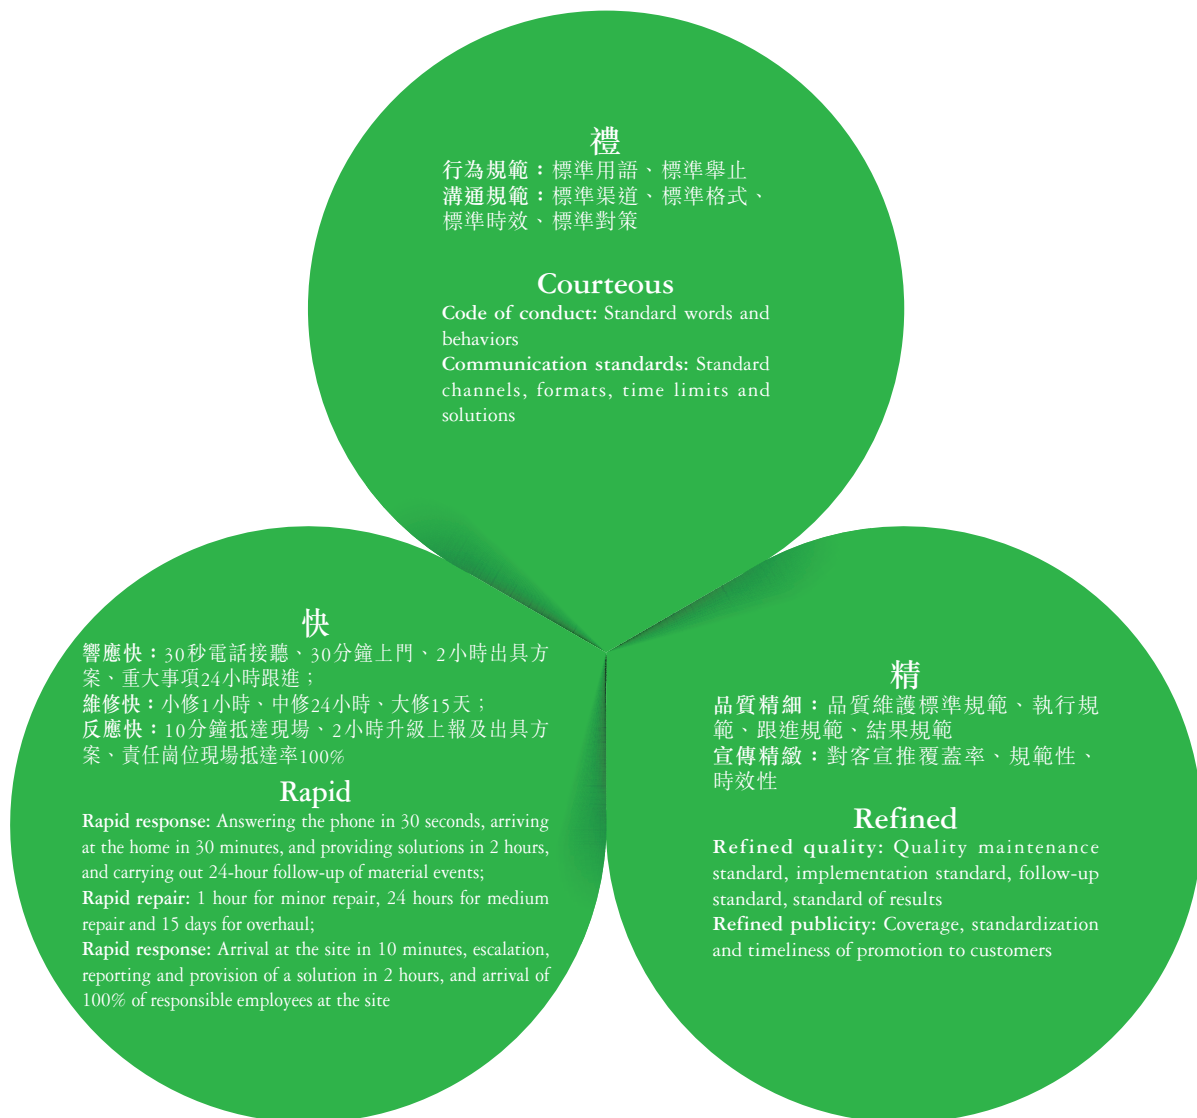 禮
行為規範：標準用語、標準舉止
溝通規範：標準渠道、標準格式、
標準時效、標準對策
Courteous
Code of conduct: Standard words and
behaviors
Communication standards: Standard
channels, formats, time limits and
solutions
快
響應快：30秒電話接聽、30分鐘上門、2小時出具方
案、重大事項24小時跟進；
維修快：小修1小時、中修24小時、大修15天；
反應快：10分鐘抵達現場、2小時升級上報及出具方
案、責任崗位現場抵達率100%
Rapid
Rapid response: Answering the phone in 30 seconds, arriving
at the home in 30 minutes, and providing solutions in 2 hours,
and carrying out 24-hour follow-up of material events;
Rapid repair: 1 hour for minor repair, 24 hours for medium
repair and 15 days for overhaul;
Rapid response: Arrival at the site in 10 minutes, escalation,
reporting and provision of a solution in 2 hours, and arrival of
100% of responsible employees at the site
精
品質精細：品質維護標準規範、執行規
範、跟進規範、結果規範
宣傳精緻：對客宣推覆蓋率、規範性、
時效性
Refined
Refined quality: Quality maintenance
standard, implementation standard, follow-up
standard, standard of results
Refined publicity: Coverage, standardization
and timeliness of promotion to customers